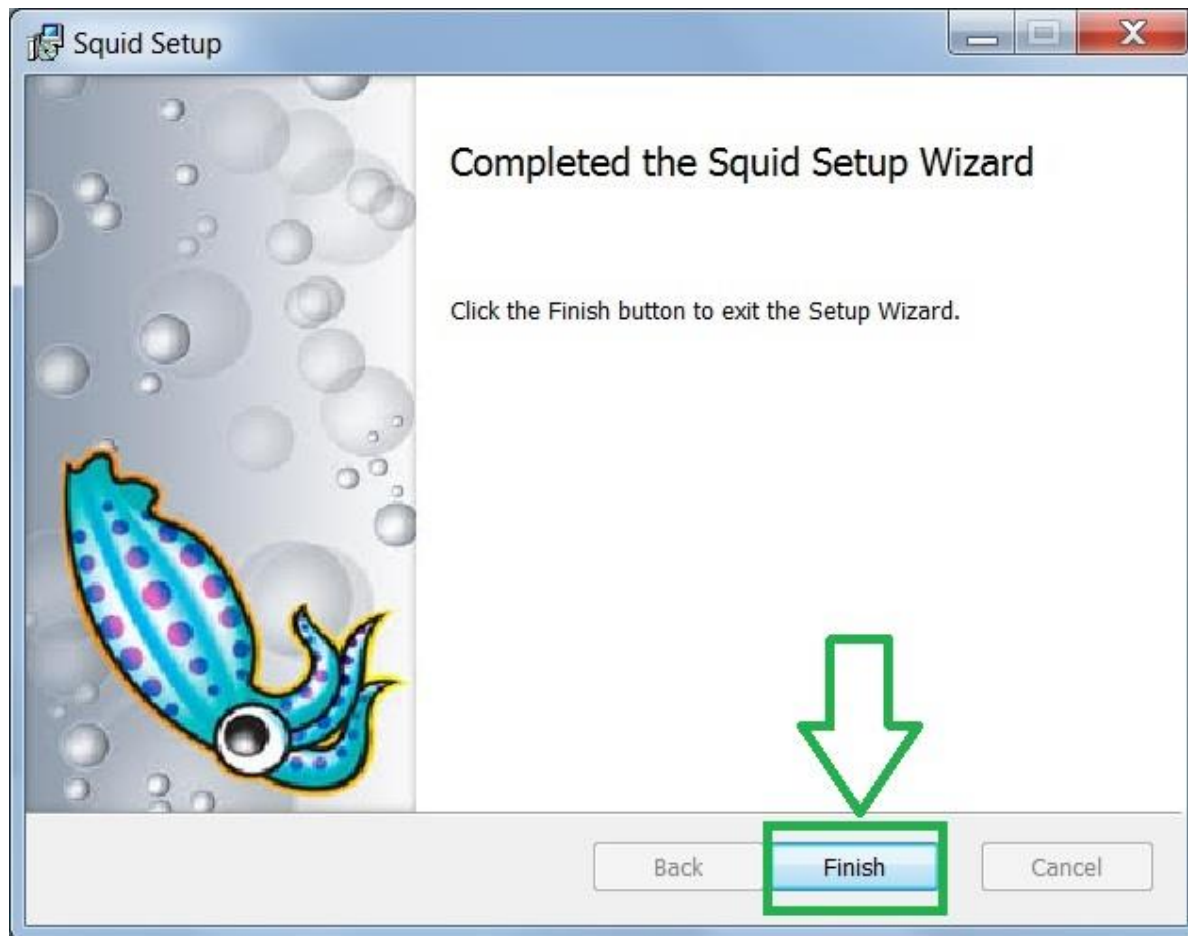 Squid Setup
Completed the Squid Setup Wizard
Click the Finish button to exit the Setup Wizard.
Back
Finish
Cancel